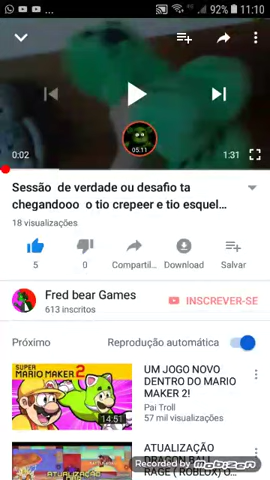 ... 92% 11:10
05:11
0:02 1:31
Sessão de verdade ou desafio ta
chegandooo o tio crepeer e tio esquel...
18 visualizações
5 0 Compartil... Download Salvar
Fred bear Games
613 inscritos
INSCREVER-SE
Próximo Reprodução automática
SUPER
MARIO MAKER 2
14:51
UM JOGO NOVO
DENTRO DO MARIO
MAKER 2!
Pai Troll
57 mil visualizações
ATUALIZAÇÃO
ATUALIZAÇÃO
DRAGON BALL
RAGE ( ROBLOX) O...
Recorded by mobizen